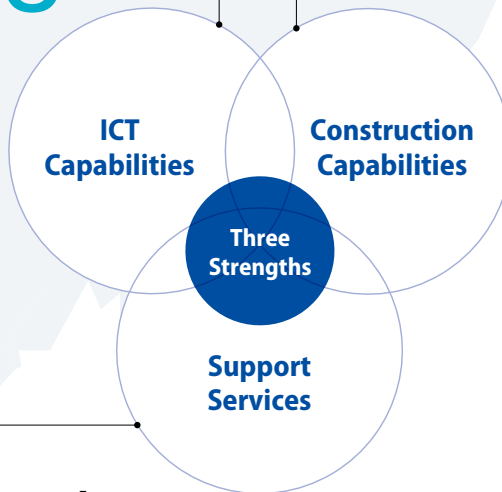 ICT
Capabilities
Construction
Capabilities
Three
Strengths
Support
Services